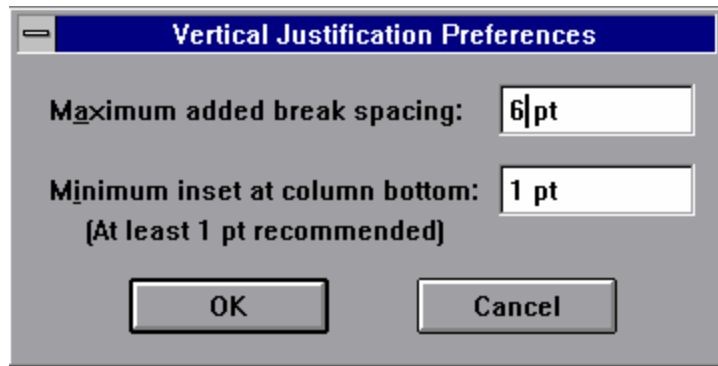 Vertical Justification Preferences
Maximum added break spacing: 6 pt
Minimum inset at column bottom: 1 pt
(At least 1 pt recommended)
OK Cancel